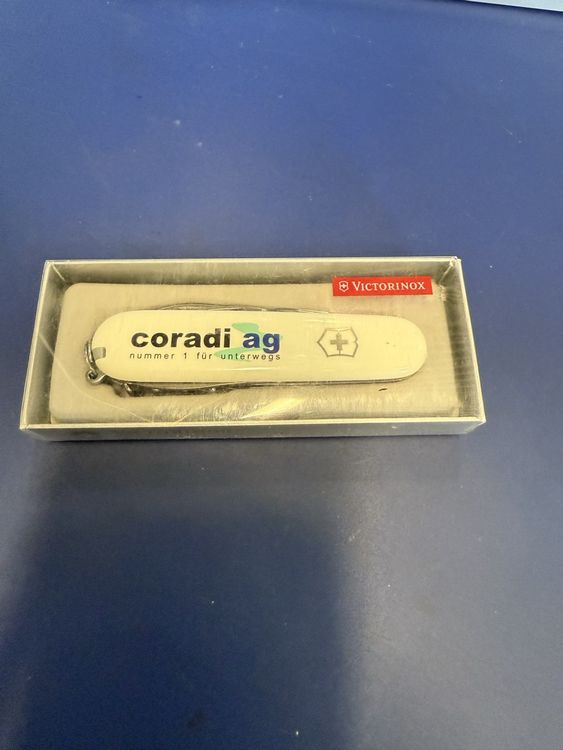 VICTORINOX
coradi ag
nummer 1 für unterwegs